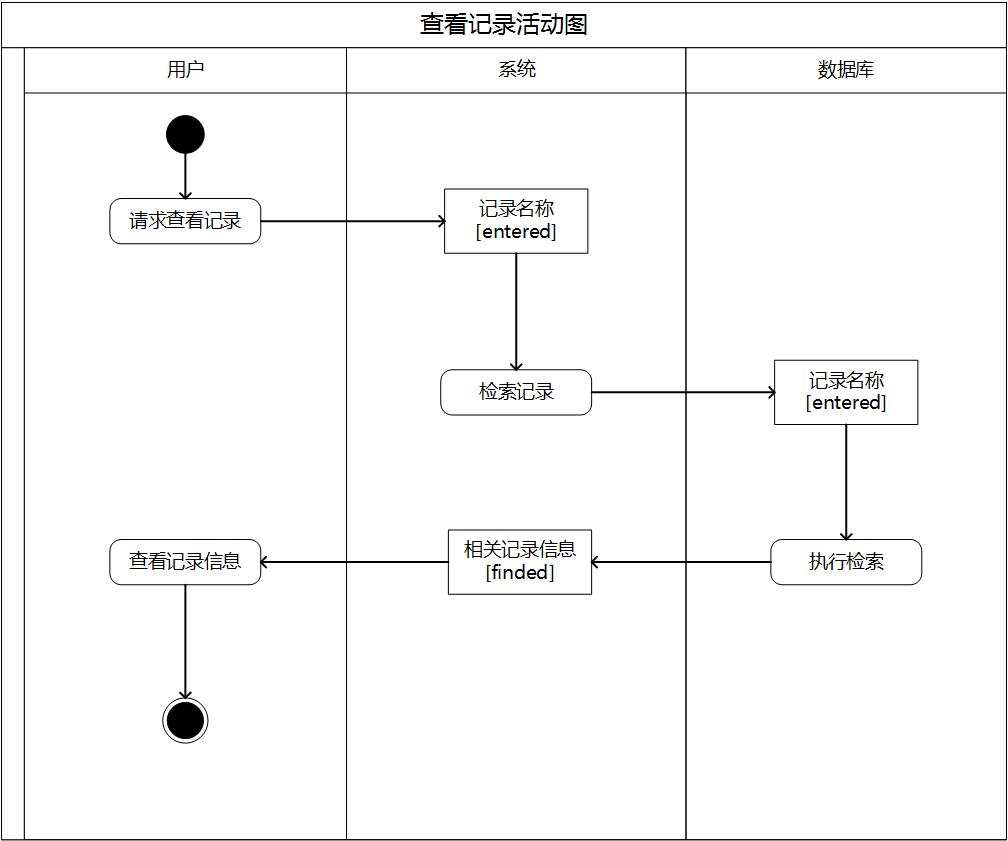 查看记录活动图
用户
系统
数据库
请求查看记录
记录名称
[entered]
检索记录
记录名称
[entered]
查看记录信息
相关记录信息
[finded]
执行检索